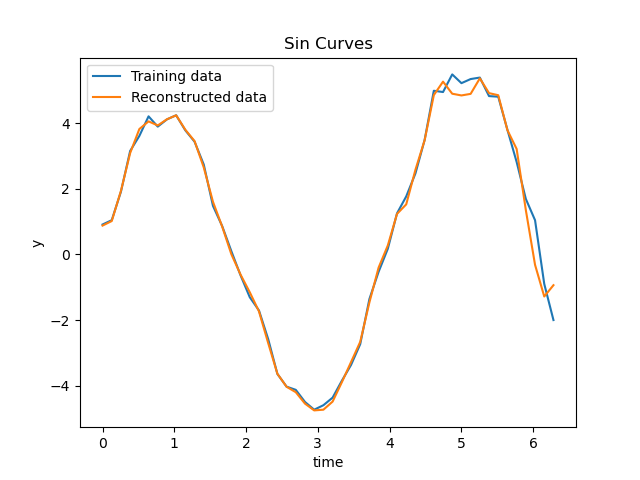 Sin Curves
Training data
Reconstructed data
4
2
0
−2
−4
y
0 1 2 3 4 5 6
time